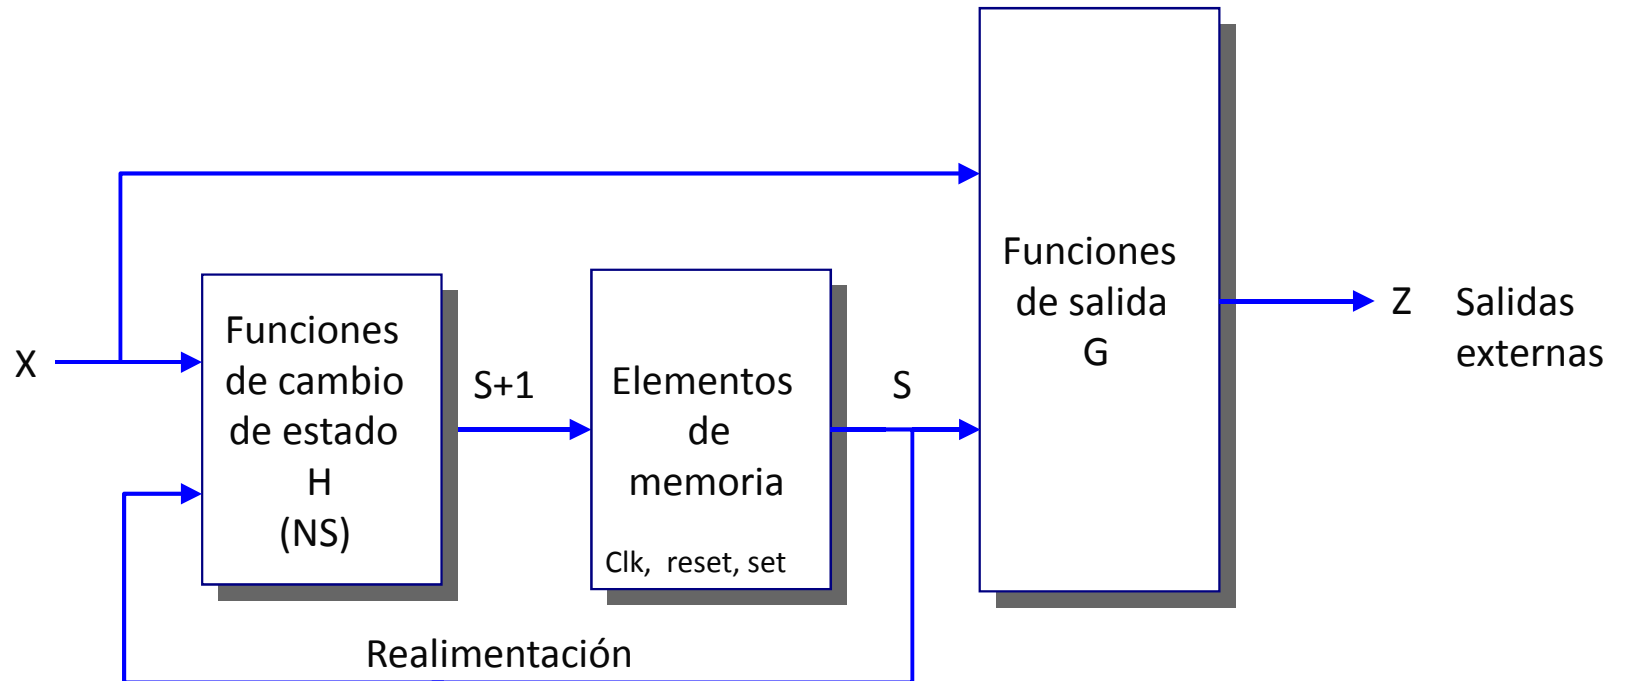 X
Funciones
de cambio
de estado
H
(NS)
S+1
Elementos
de
memoria
Clk, reset, set
S
Funciones
de salida
G
Z Salidas
externas
Realimentación